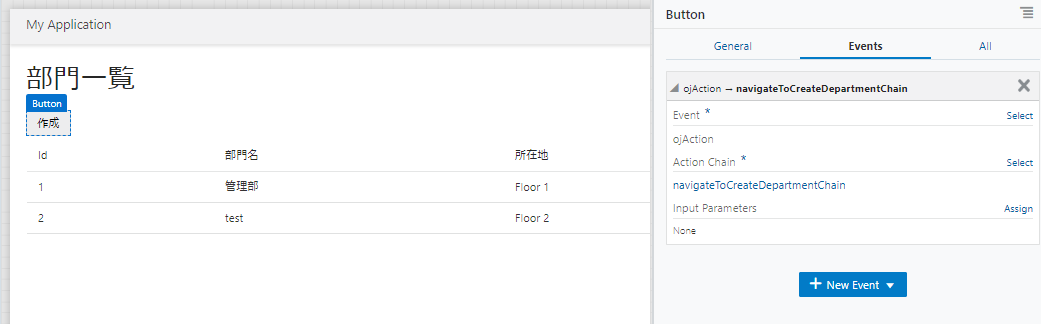 My Application
部門一覧
Button
作成
Id 部門名 所在地
1 管理部 Floor 1
2 test Floor 2
Button
General Events All
ojAction → navigateToCreateDepartmentChain
Event * Select
ojAction
Action Chain * Select
navigateToCreateDepartmentChain
Input Parameters Assign
None
New Event